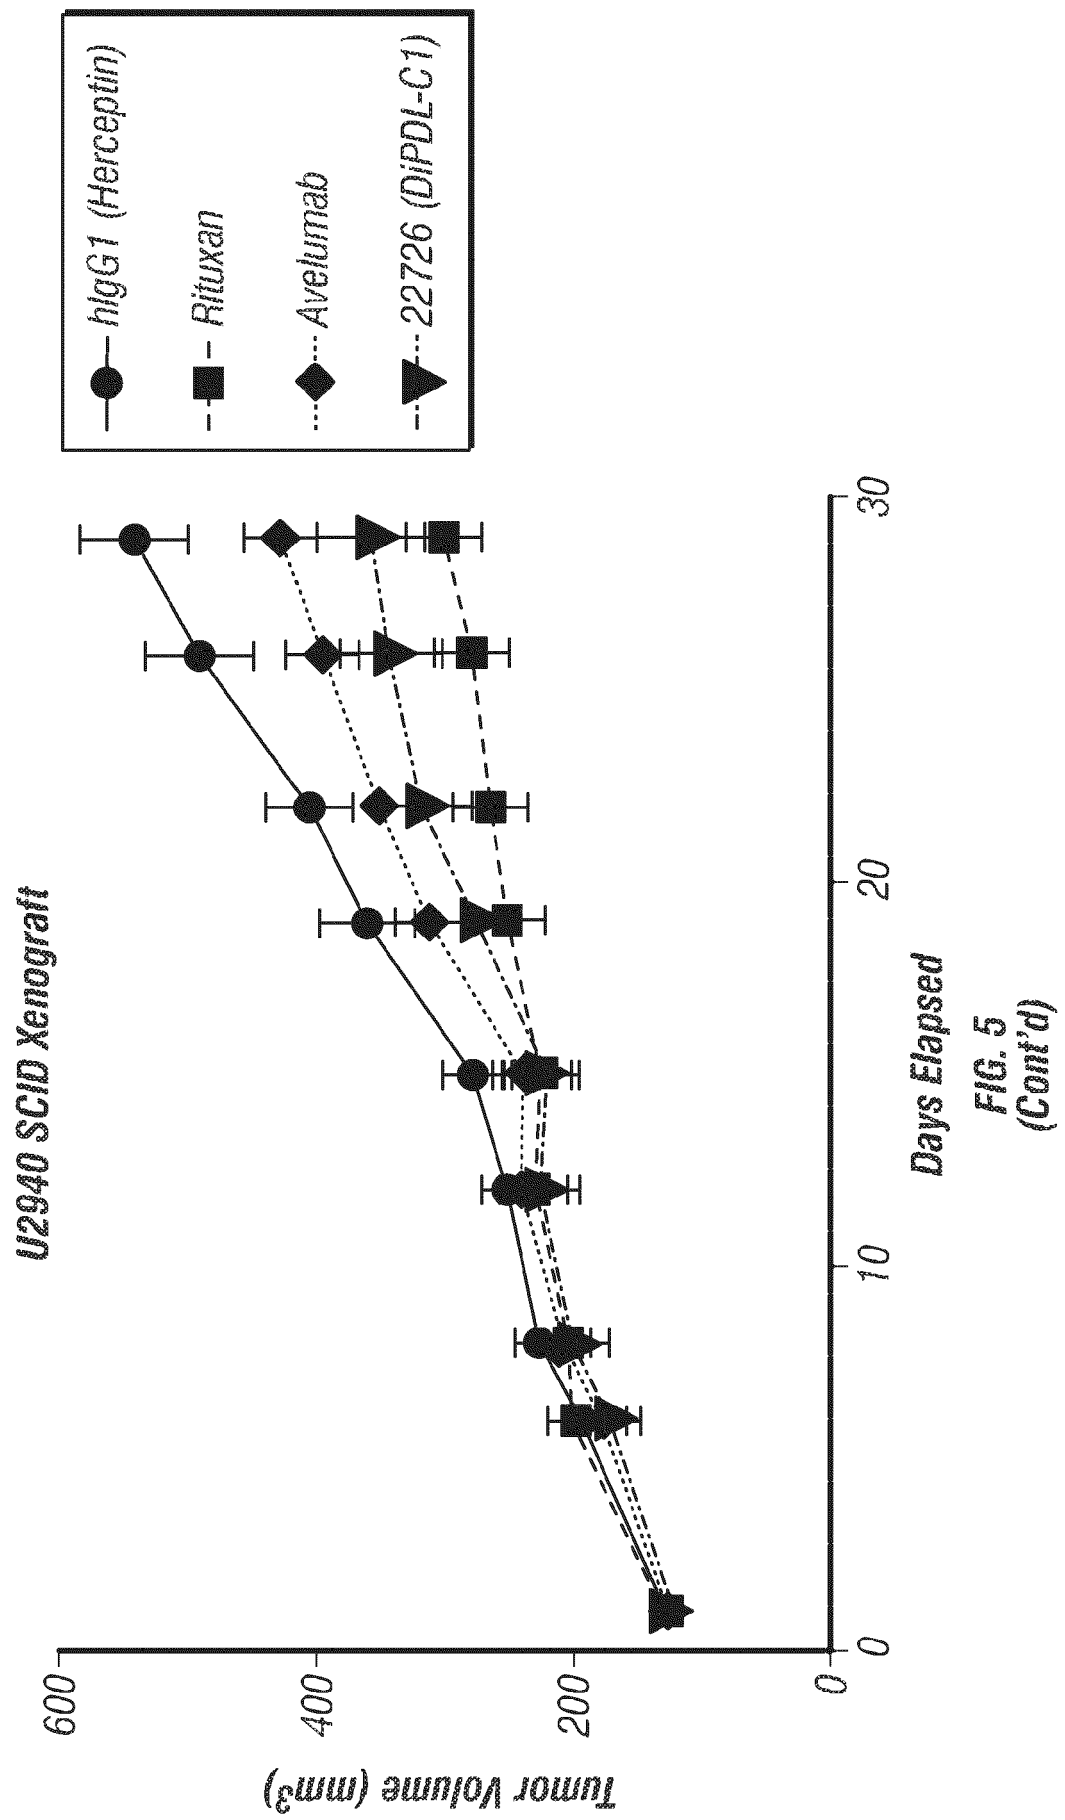 U2940 SCID Xenograft
Tumor Volume (mm³)
600
400
200
0
0
10
20
30
Days Elapsed
hIgG1 (Herceptin)
Rituxan
Avelumab
22726 (DiPDL-C1)
FIG. 5
(Cont'd)